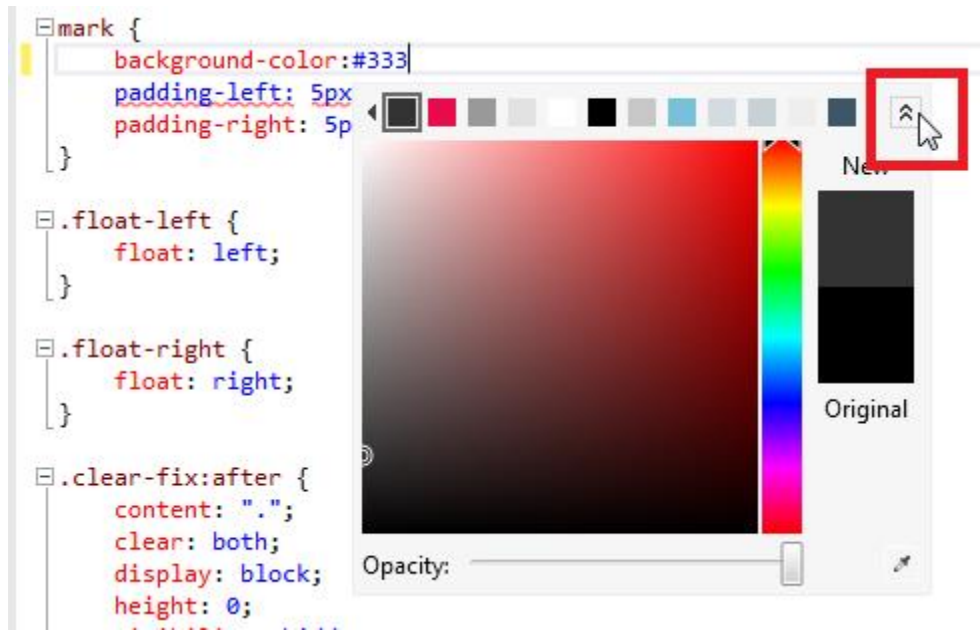 mark {
background-color:#333
padding-left: 5px
padding-right: 5p
}
New
.float-left {
float: left;
}
.float-right {
float: right;
}
Original
.clear-fix:after {
content: ".";
clear: both;
display: block;
Opacity:
height: 0;